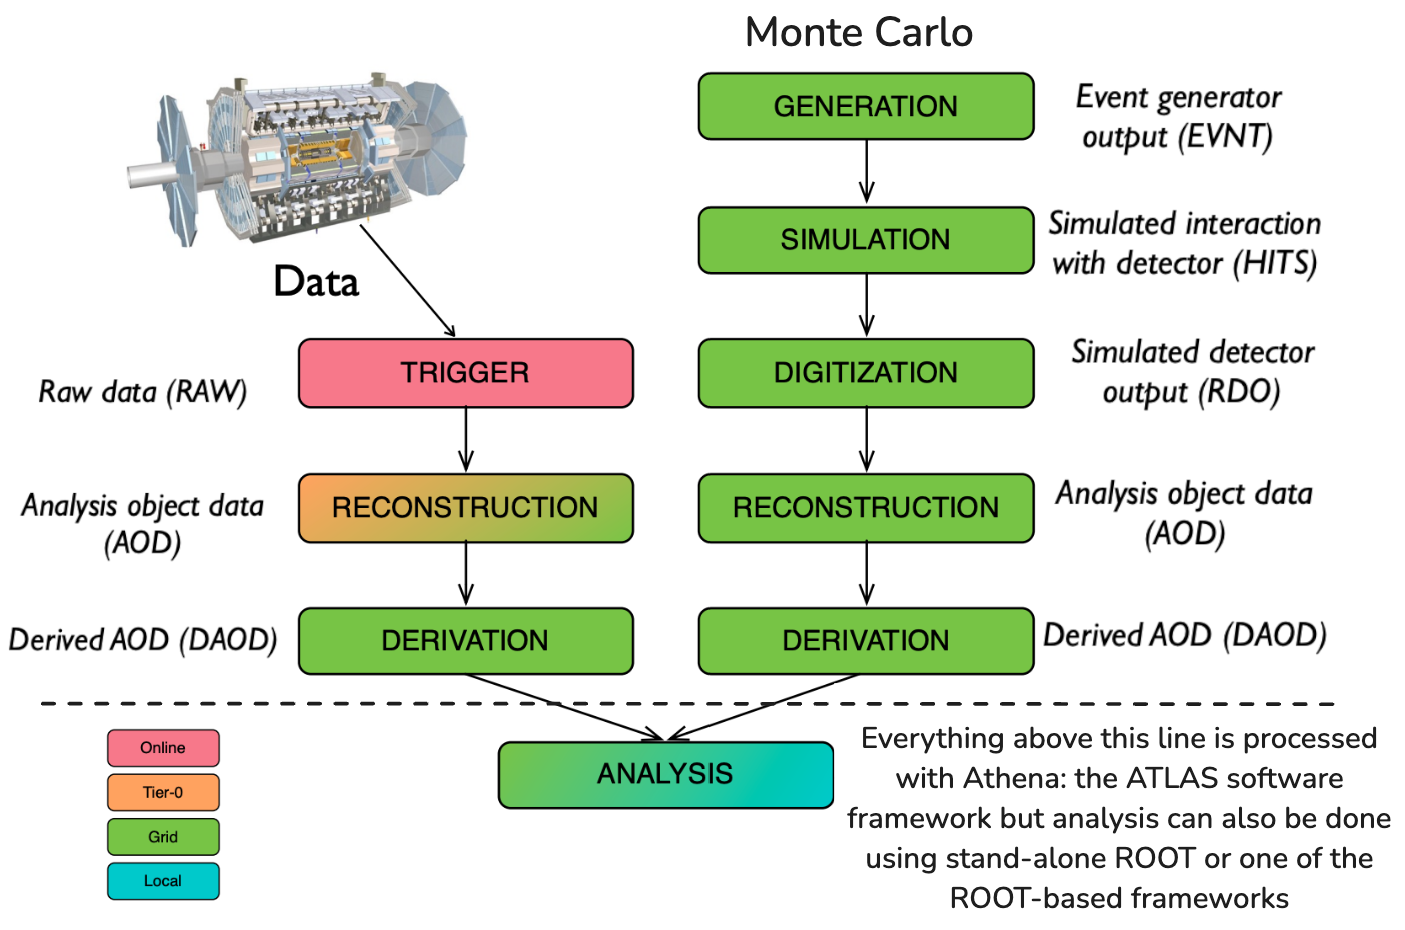 Monte Carlo
GENERATION
Event generator
output (EVNT)
SIMULATION
Simulated interaction
with detector (HITS)
Data
TRIGGER
Raw data (RAW)
DIGITIZATION
Simulated detector
output (RDO)
RECONSTRUCTION
Analysis object data
(AOD)
RECONSTRUCTION
Analysis object data
(AOD)
DERIVATION
Derived AOD (DAOD)
DERIVATION
Derived AOD (DAOD)
ANALYSIS
Online
Tier-0
Grid
Local
Everything above this line is processed
with Athena: the ATLAS software
framework but analysis can also be done
using stand-alone ROOT or one of the
ROOT-based frameworks